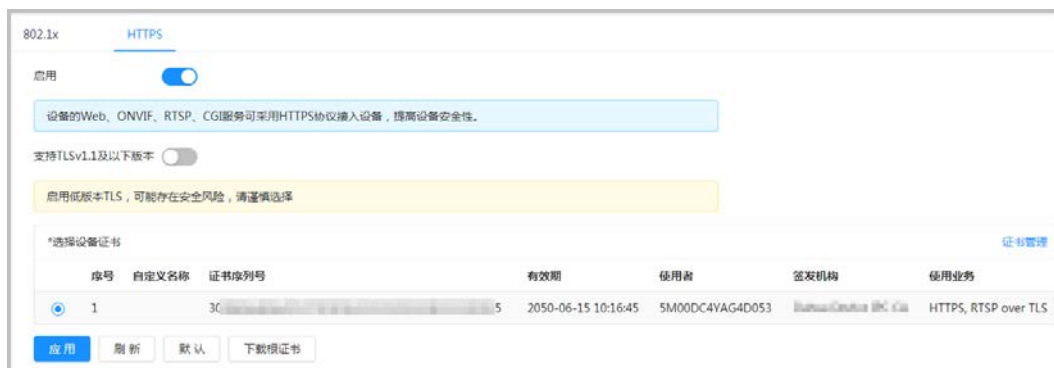 802.1x HTTPS
启用
设备的Web、ONVIF、RTSP、CGI服务可采用HTTPS协议接入设备，提高设备安全性。
支持TLSv1.1及以下版本
启用低版本TLS，可能存在安全风险，请谨慎选择
*选择设备证书 证书管理
序号 自定义名称 证书序列号 有效期 使用者 签发机构 使用业务
1 30 5 2050-06-15 10:16:45 5M00DC4YAG4D053 HTTPS, RTSP over TLS
应用 刷新 默认 下载根证书